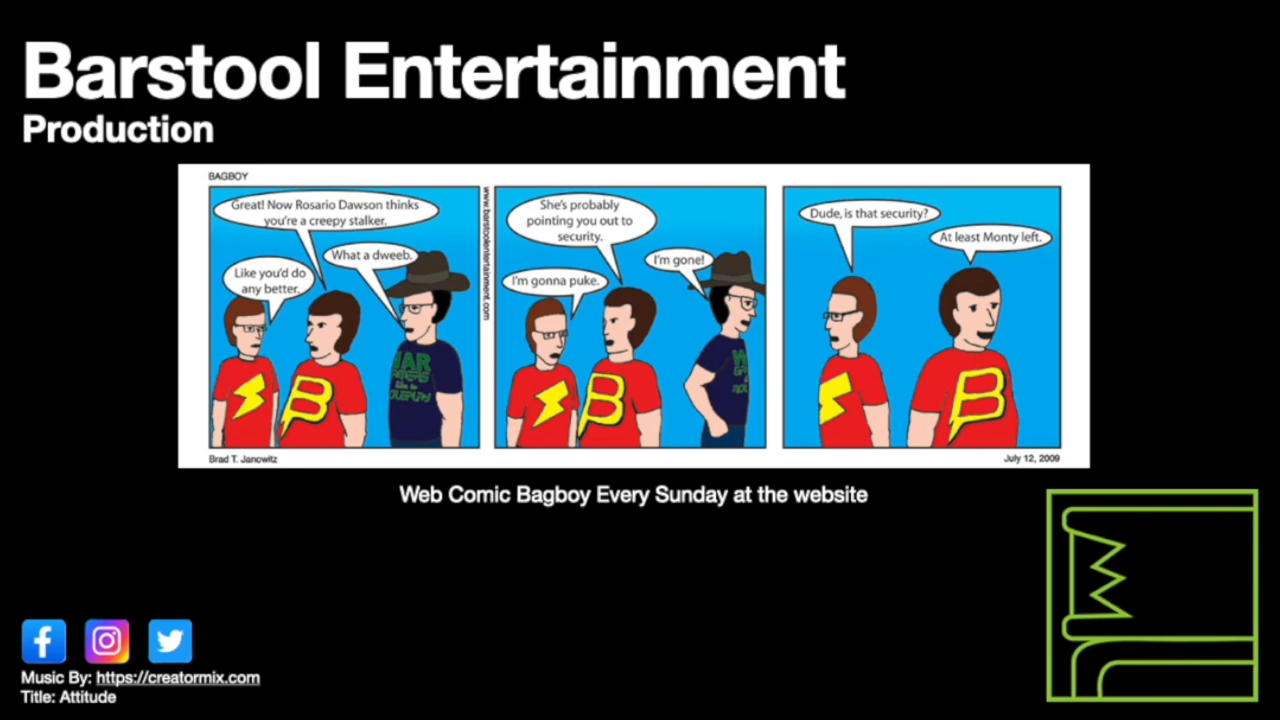 Barstool Entertainment
Production
BAGBOY
Great! Now Rosario Dawson thinks
you're a creepy stalker.
What a dweeb.
Like you'd do
any better.
www.barstoolentertainment.com
She's probably
pointing you out to
security.
I'm gone!
I'm gonna puke.
Dude, is that security?
At least Monty left.
Brad T. Janowitz
July 12, 2009
Web Comic Bagboy Every Sunday at the website
Music By: https://creatormix.com
Title: Attitude